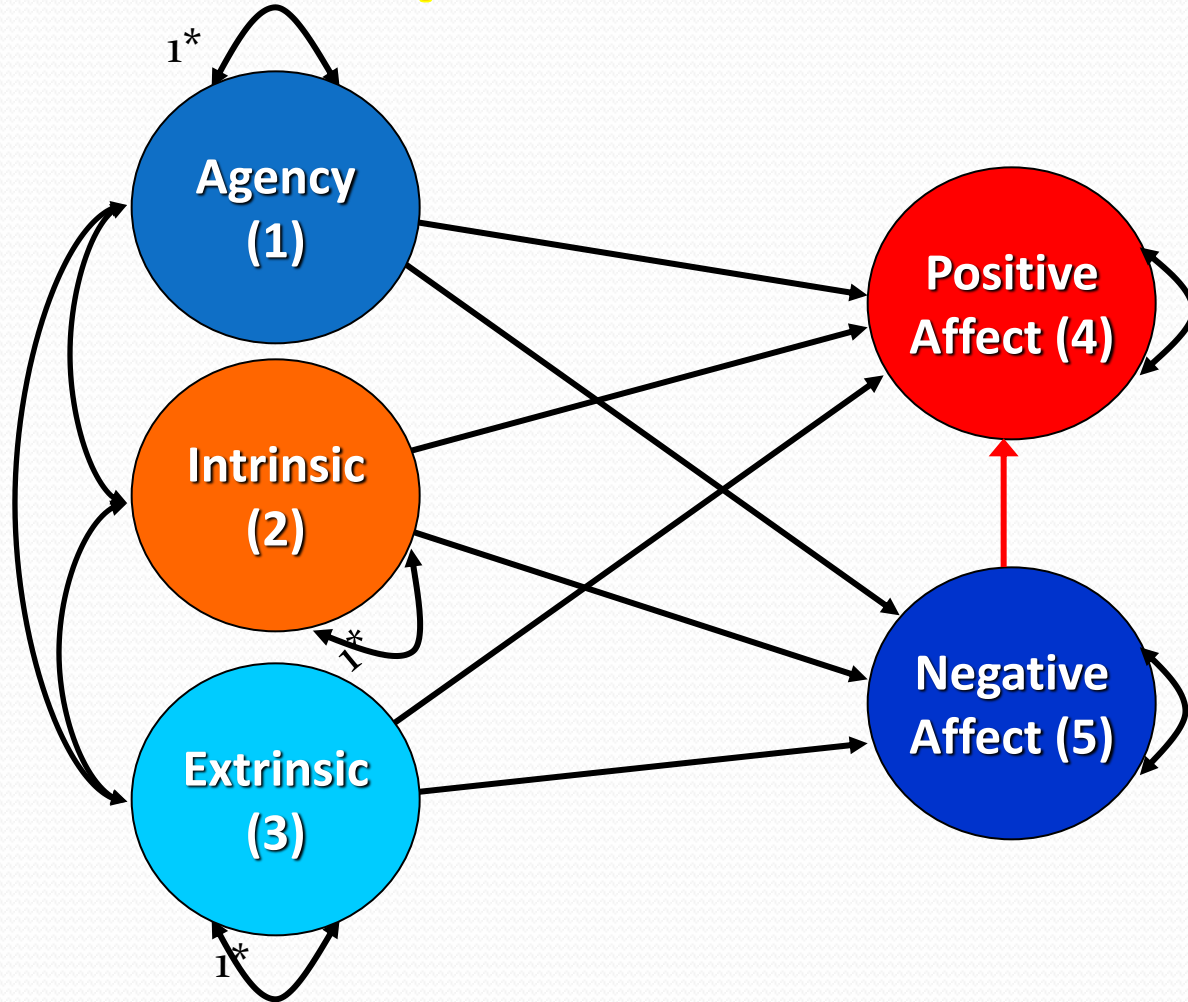 1*
Agency
(1)
Positive
Affect (4)
Intrinsic
(2)
1*
Negative
Affect (5)
Extrinsic
(3)
1*